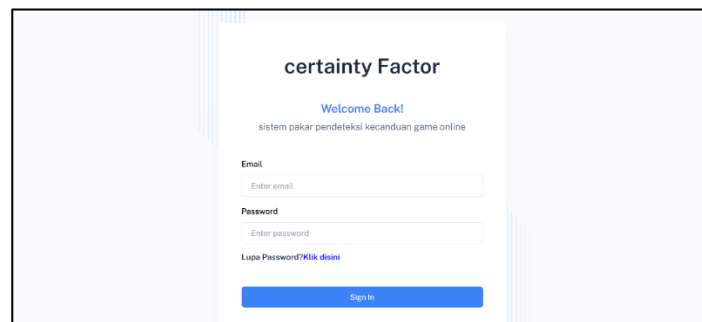 certainty Factor
Welcome Back!
sistem pakar pendeteksi kecanduan game online
Email
Enter email
Password
Enter password
Lupa Password?Klik disini
Sign In